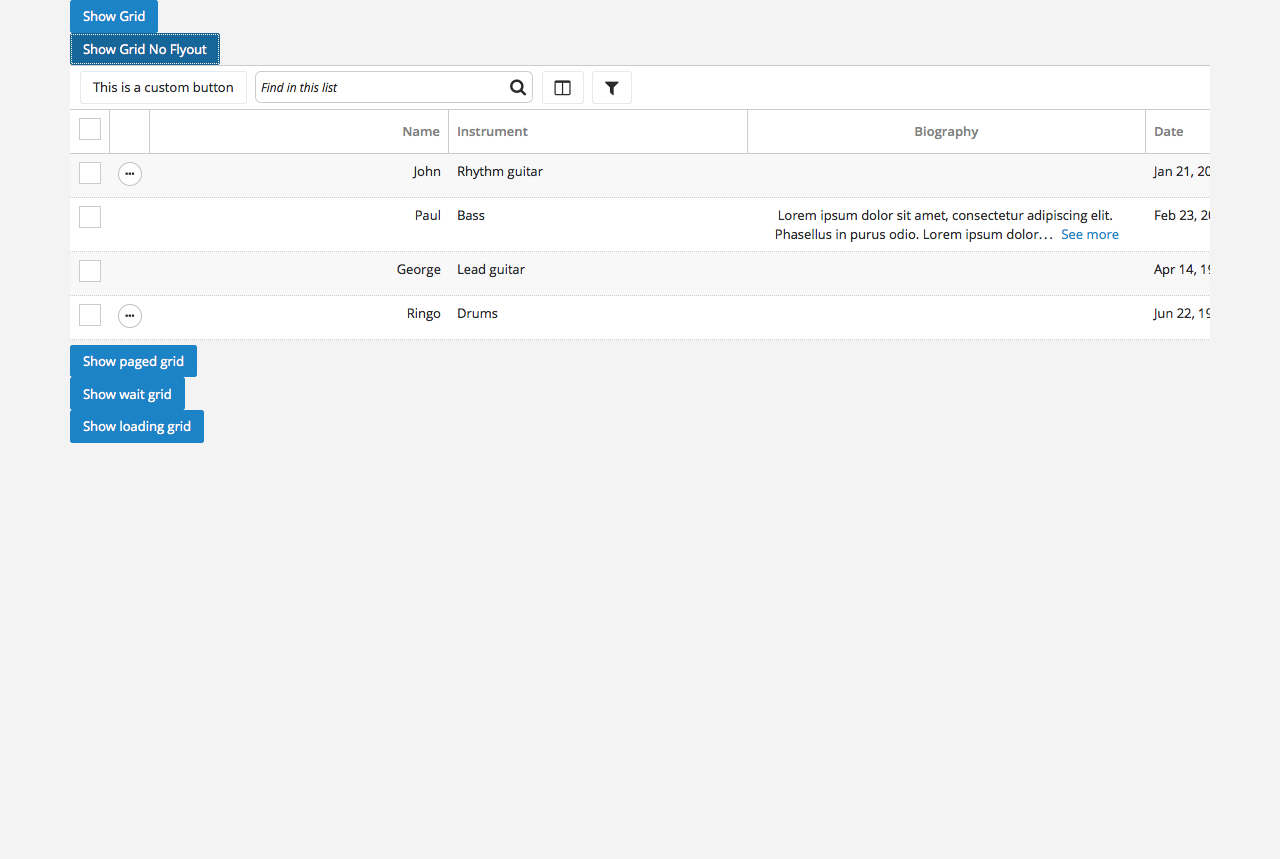 Show Grid
Show Grid No Flyout
This is a custom button Find in this list
Name Instrument Biography Date
John Rhythm guitar Jan 21, 20
Paul Bass Lorem ipsum dolor sit amet, consectetur adipiscing elit. Feb 23, 20
Phasellus in purus odio. Lorem ipsum dolor... See more
George Lead guitar Apr 14, 19
Ringo Drums Jun 22, 19
Show paged grid
Show wait grid
Show loading grid